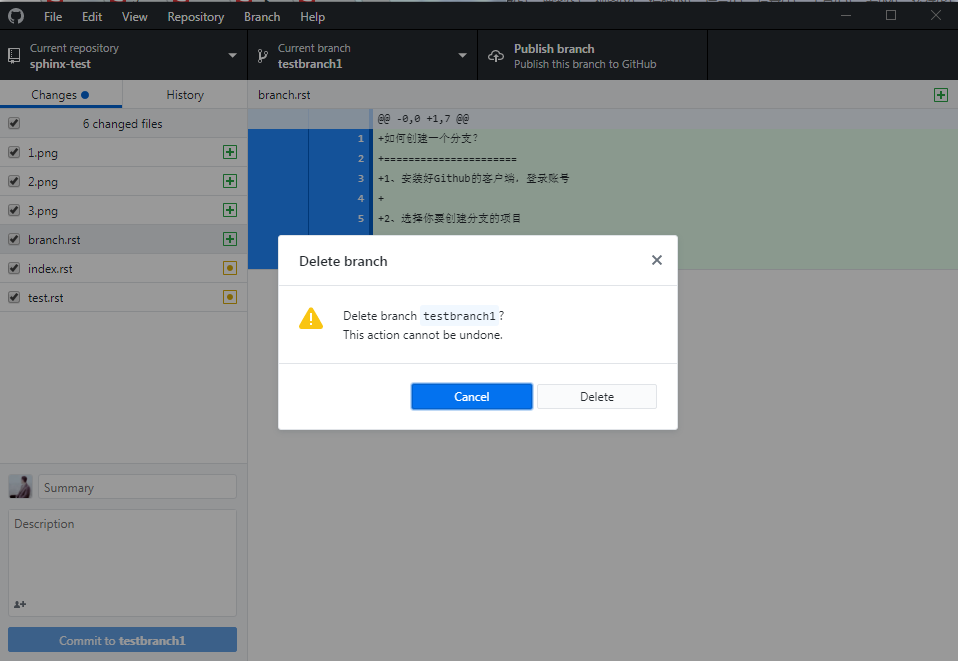 File Edit View Repository Branch Help
Current repository
sphinx-test
Current branch
testbranch1
Publish branch
Publish this branch to GitHub
Changes
History
branch.rst
6 changed files
1.png
2.png
3.png
branch.rst
index.rst
test.rst
@@ -0,0 +1,7 @@
1 +如何创建一个分支?
2 +======================
3 +1、安装好Github的客户端，登录账号
4 +
5 +2、选择你要创建分支的项目
Delete branch
Delete branch testbranch1?
This action cannot be undone.
Cancel
Delete
Summary
Description
Commit to testbranch1